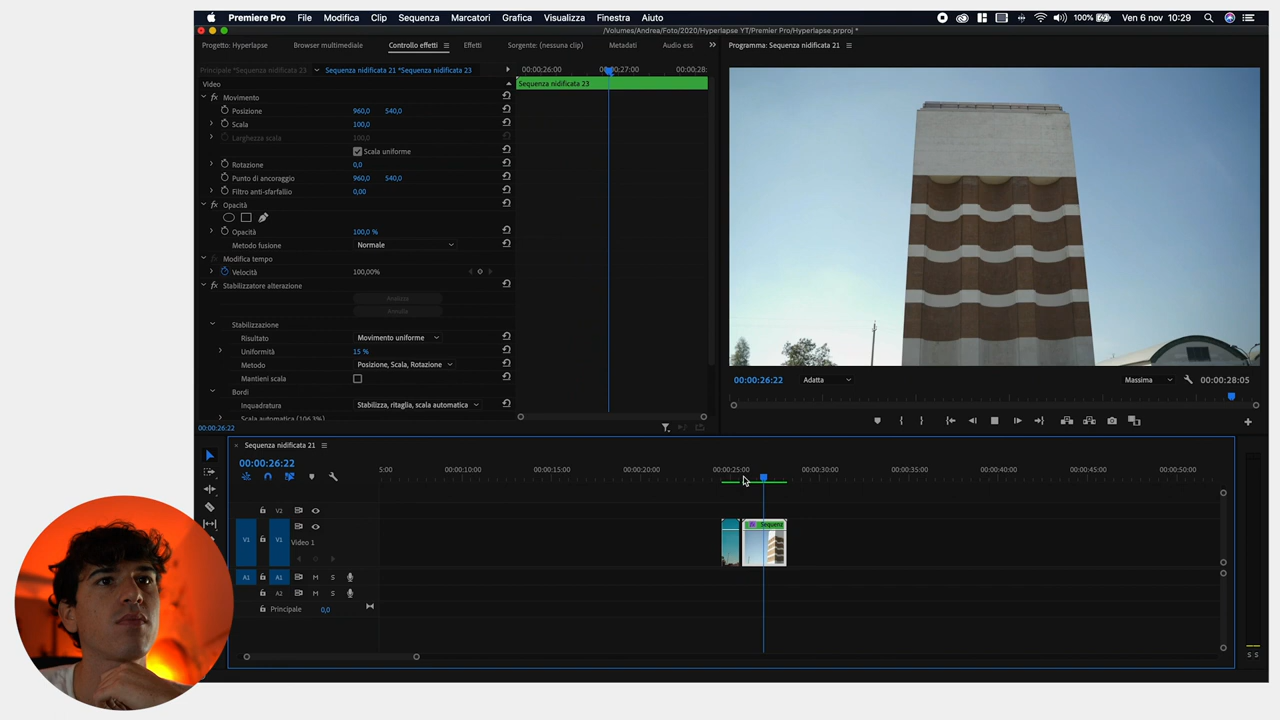 Premiere Pro File Modifica Clip Sequenza Marcatori Grafica Visualizza Finestra Aiuto 100% Ven 6 nov 10:29
/Volumes/Andrea/Foto/2020/Hyperlapse YT/Premier Pro/Hyperlapse.prproj *
Progetto: Hyperlapse Browser multimediale Controllo effetti Effetti Sorgente: (nessuna clip) Metadati Audio ess Programma: Sequenza nidificata 21
Principale *Sequenza nidificata 23 Sequenza nidificata 21 *Sequenza nidificata 23 00:00:26:00 00:00:27:00 00:00:28:
Video Sequenza nidificata 23
fx Movimento
Posizione 960,0 540,0
Scala 100,0
Larghezza scala 100,0
Scala uniforme
Rotazione 0,0
Punto di ancoraggio 960,0 540,0
Filtro anti-sfarfallio 0,00
fx Opacità
Opacità 100,0 %
Metodo fusione Normale
Modifica tempo
Velocità 100,00%
fx Stabilizzatore alterazione
Analizza
Annulla
Stabilizzazione
Risultato Movimento uniforme
Uniformità 15 %
Metodo Posizione, Scala, Rotazione
Mantieni scala
Bordi
Inquadratura Stabilizza, ritaglia, scala automatica
Scala automatica (106,3%)
00:00:26:22
00:00:26:22 Adatta Massima 00:00:28:05
× Sequenza nidificata 21
00:00:26:22
5:00 00:00:10:00 00:00:15:00 00:00:20:00 00:00:25:00 00:00:30:00 00:00:35:00 00:00:40:00 00:00:45:00 00:00:50:00
V2
Sequenz
V1 V1 Video 1
A1 A1 M S
A2 M S
Principale 0,0
S S